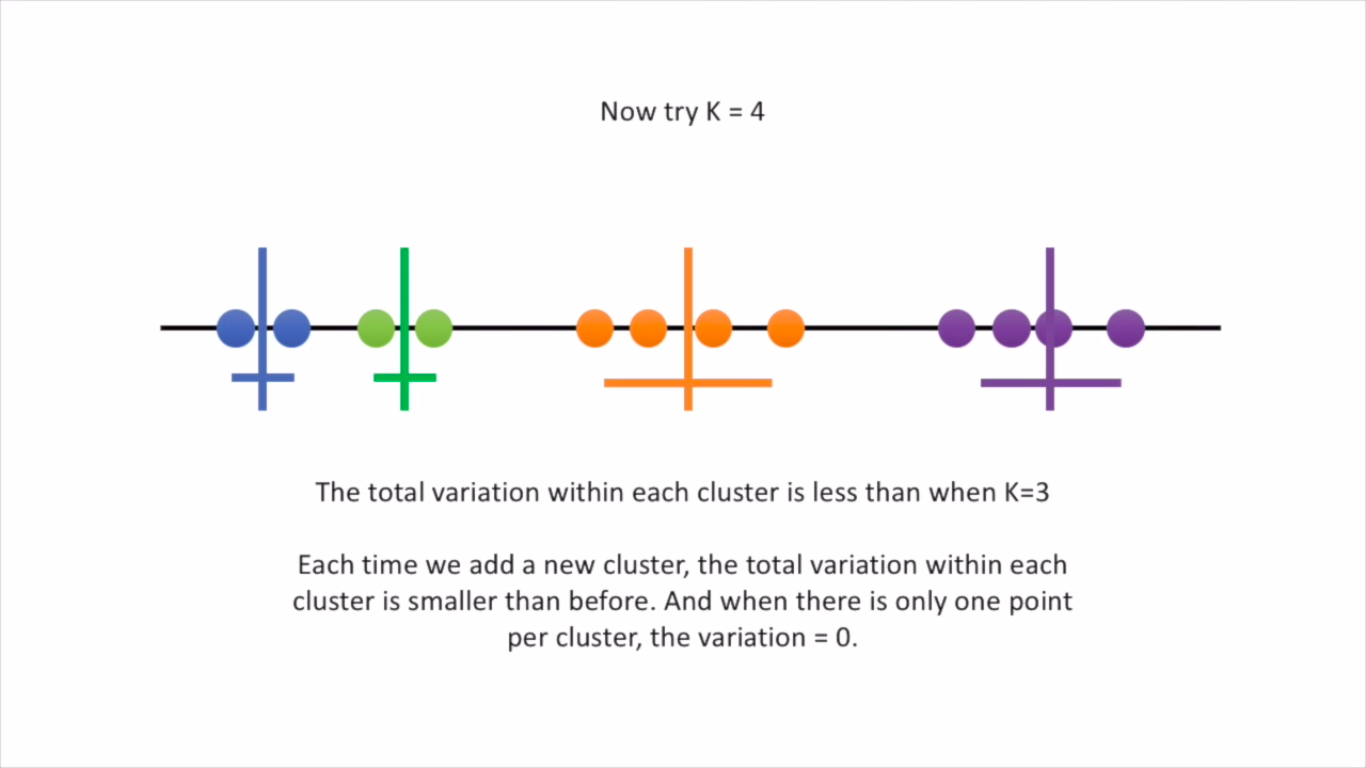 Now try K = 4
The total variation within each cluster is less than when K=3
Each time we add a new cluster, the total variation within each
cluster is smaller than before. And when there is only one point
per cluster, the variation = 0.